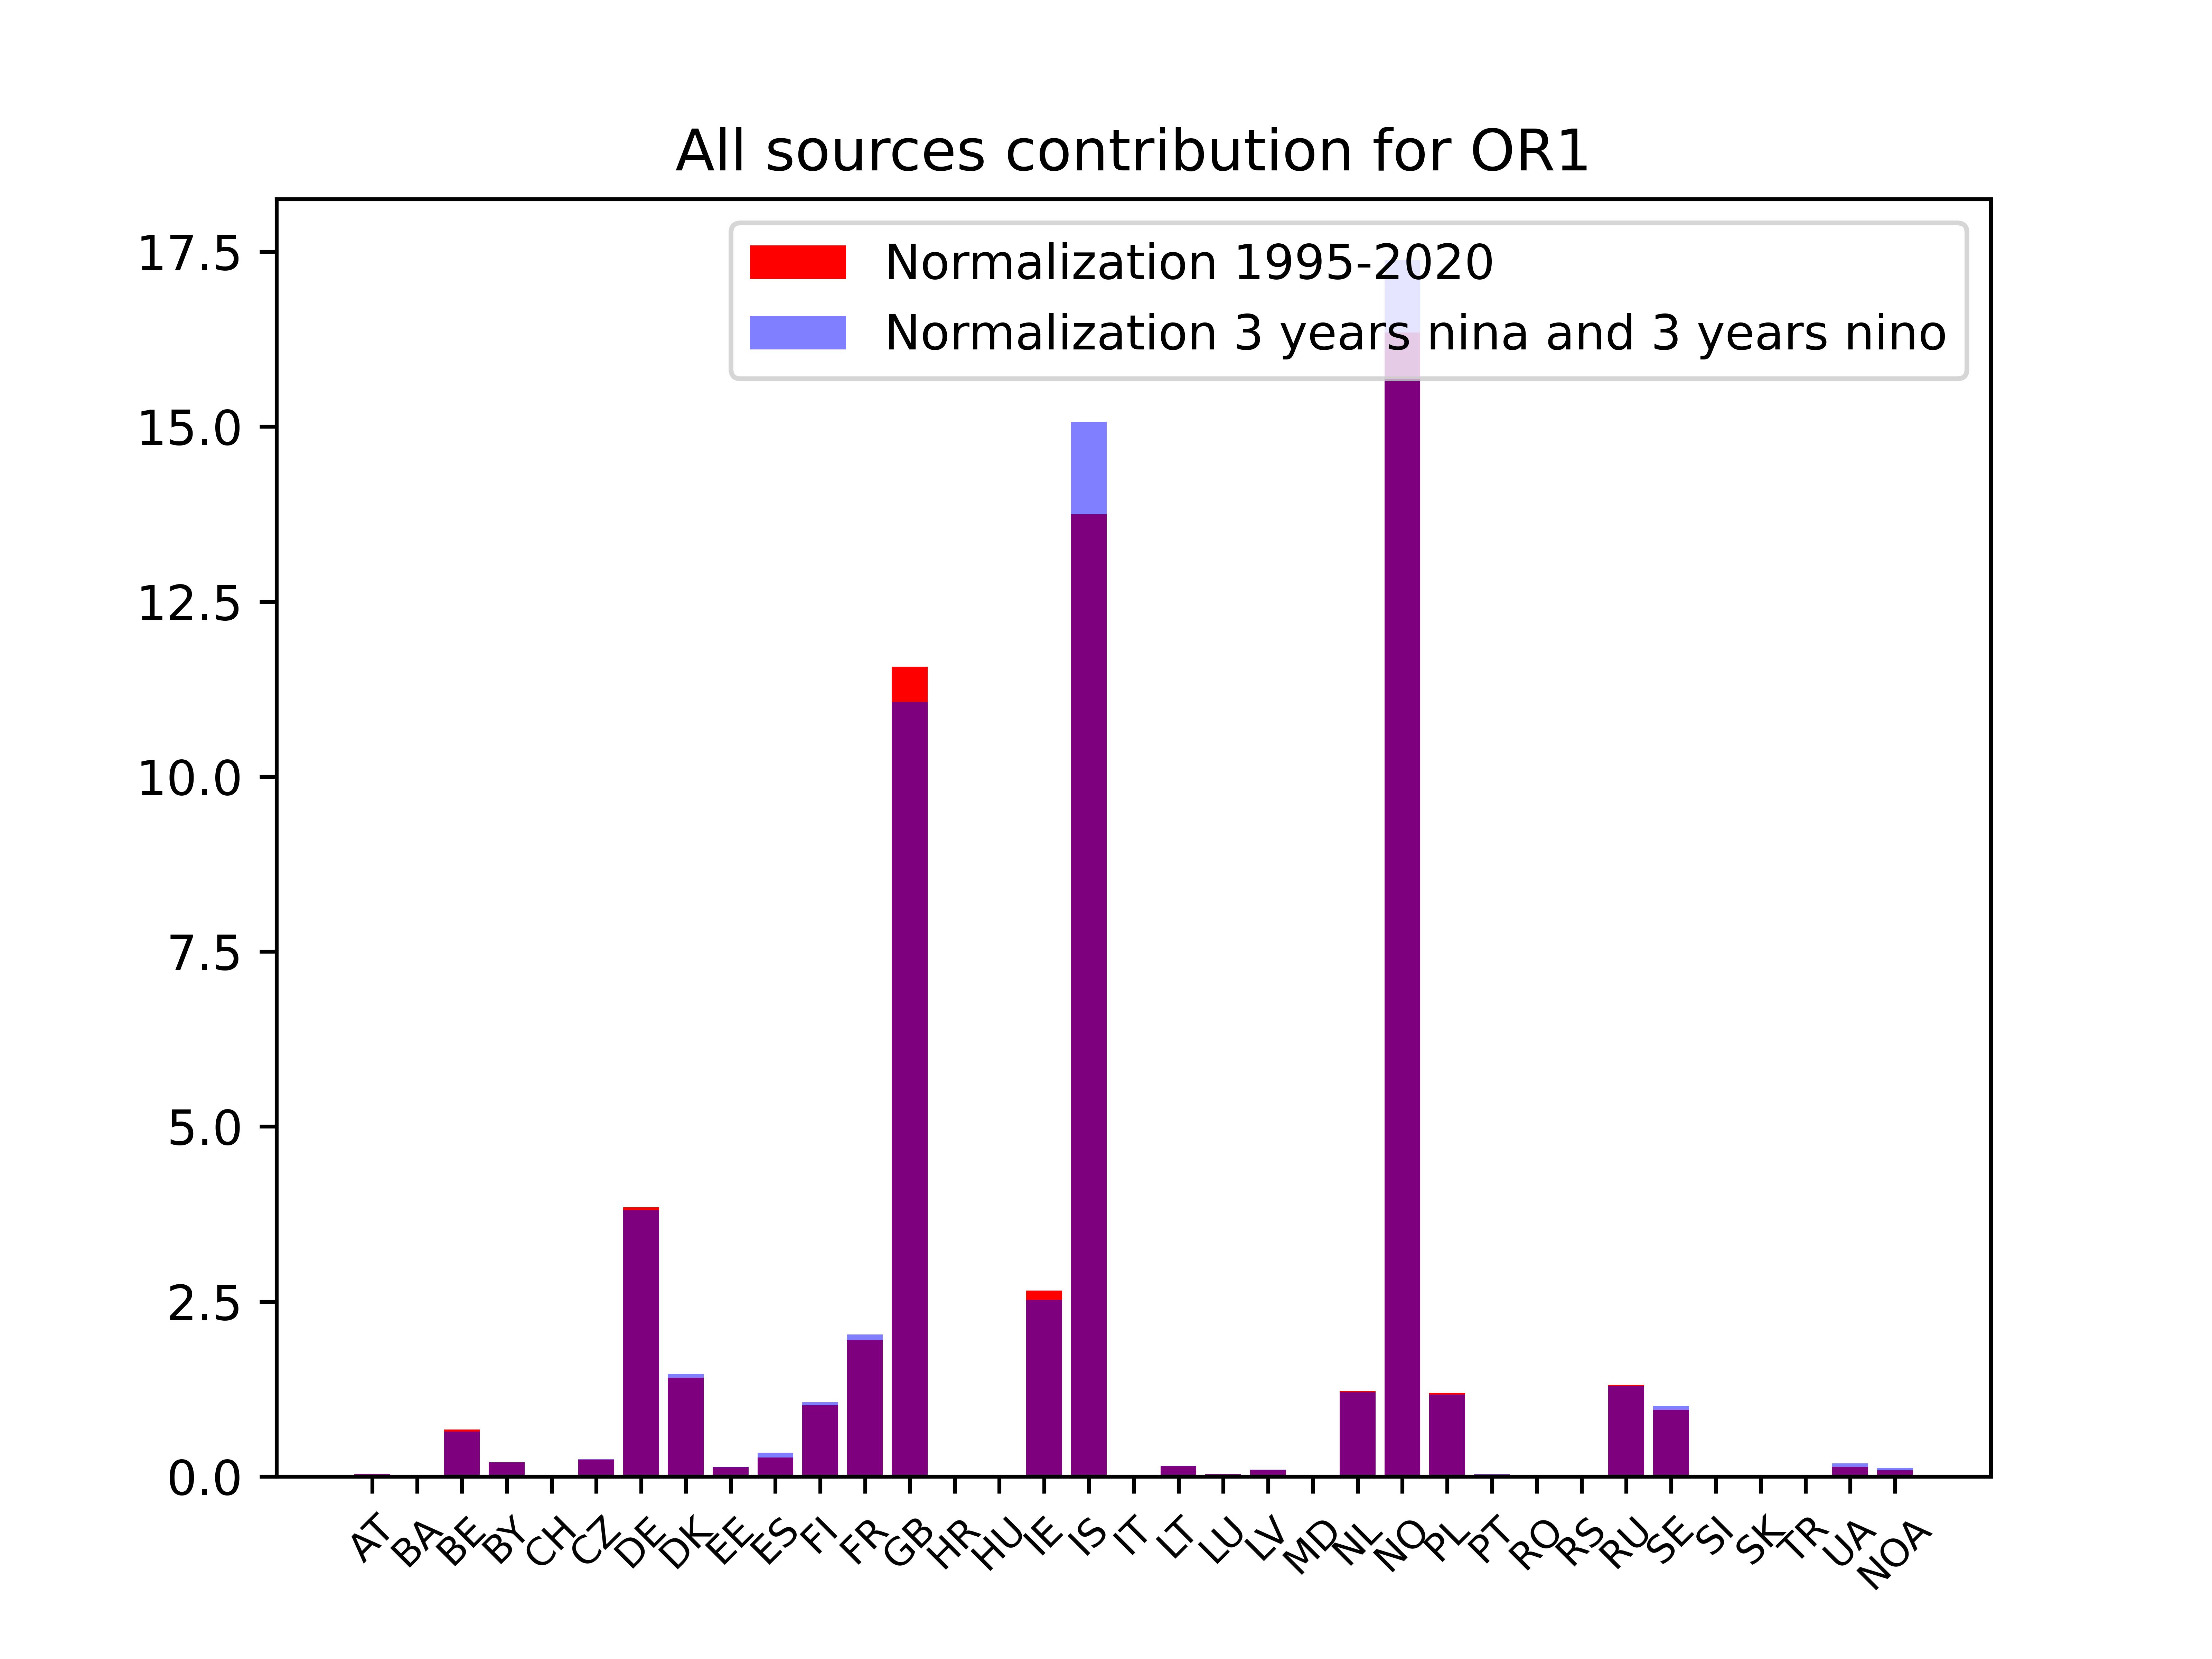 All sources contribution for OR1
Normalization 1995-2020
Normalization 3 years nina and 3 years nino
17.5
15.0
12.5
10.0
7.5
5.0
2.5
0.0
AT
BA
BE
BY
CH
CZ
DE
DK
EE
ES
FI
FR
GB
HR
HU
IE
IS
IT
LT
LU
LV
MD
NL
NO
PL
PT
RO
RS
RU
SE
SI
SK
TR
UA
NOA